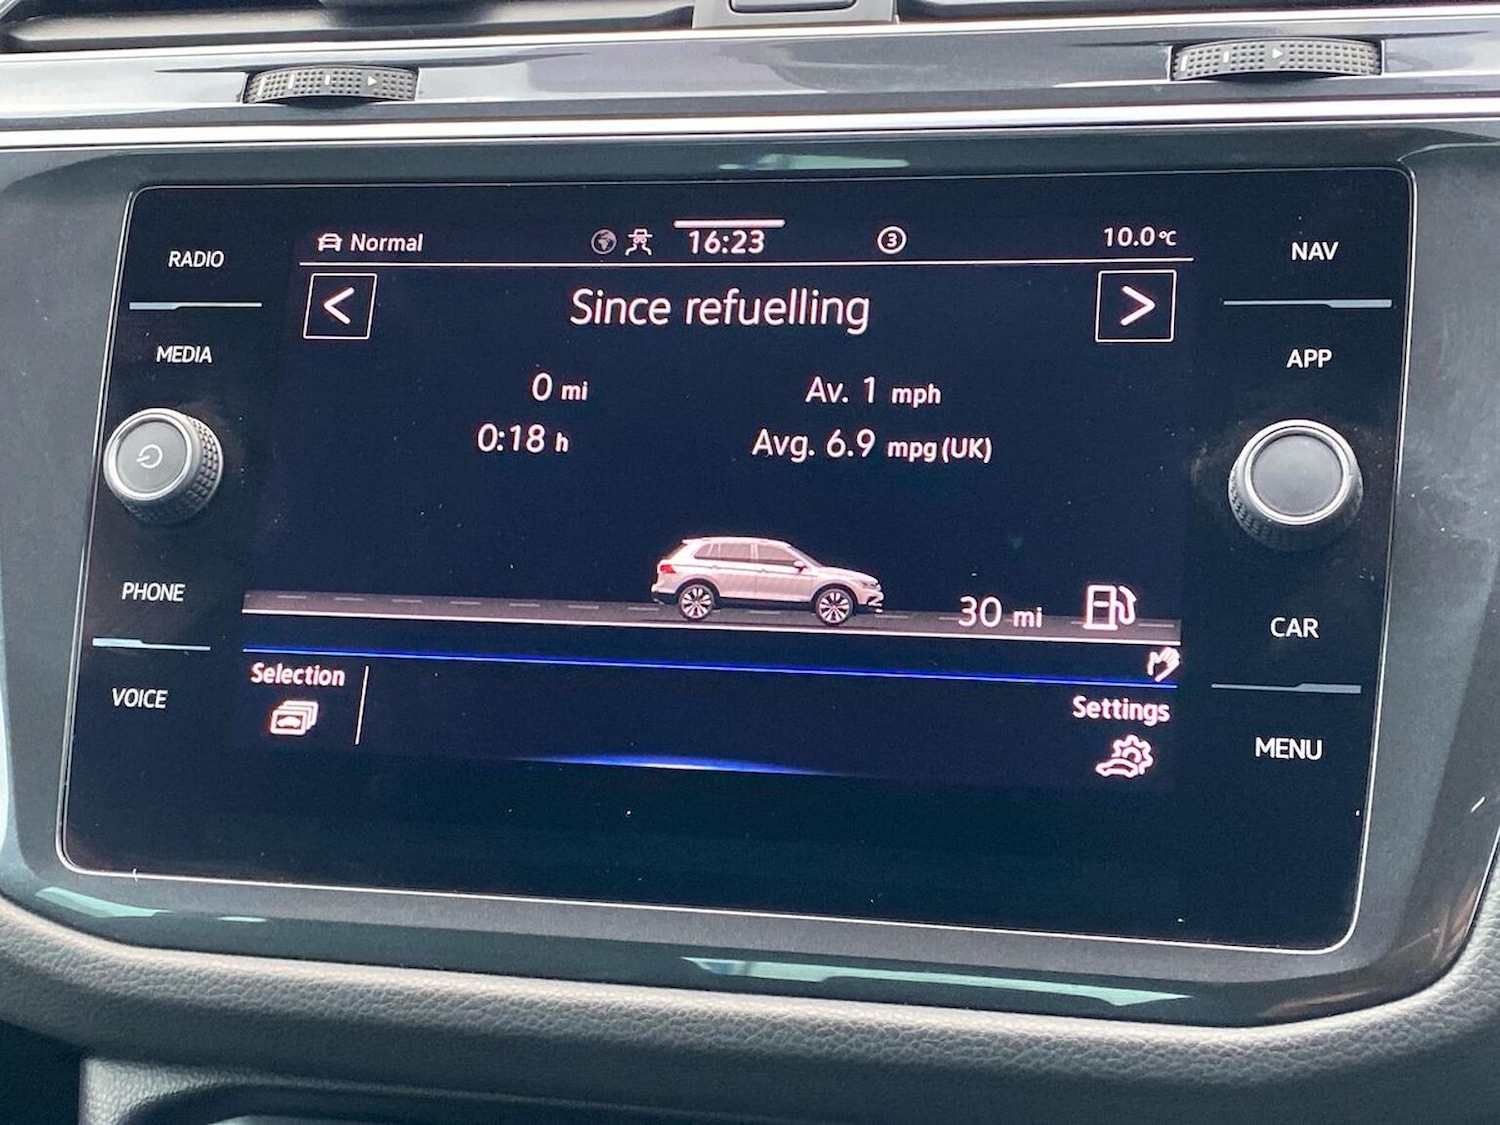 RADIO
MEDIA
PHONE
VOICE
Normal
16:23
3
10.0°C
<
Since refuelling
>
0 mi
Av. 1 mph
0:18 h
Avg. 6.9 mpg (UK)
30 mi
Selection
Settings
NAV
APP
CAR
MENU